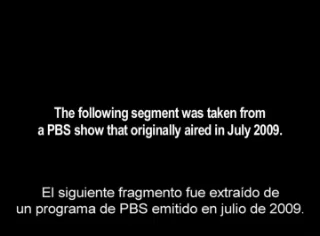 The following segment was taken from
a PBS show that originally aired in July 2009.
El siguiente fragmento fue extraído de
un programa de PBS emitido en julio de 2009.